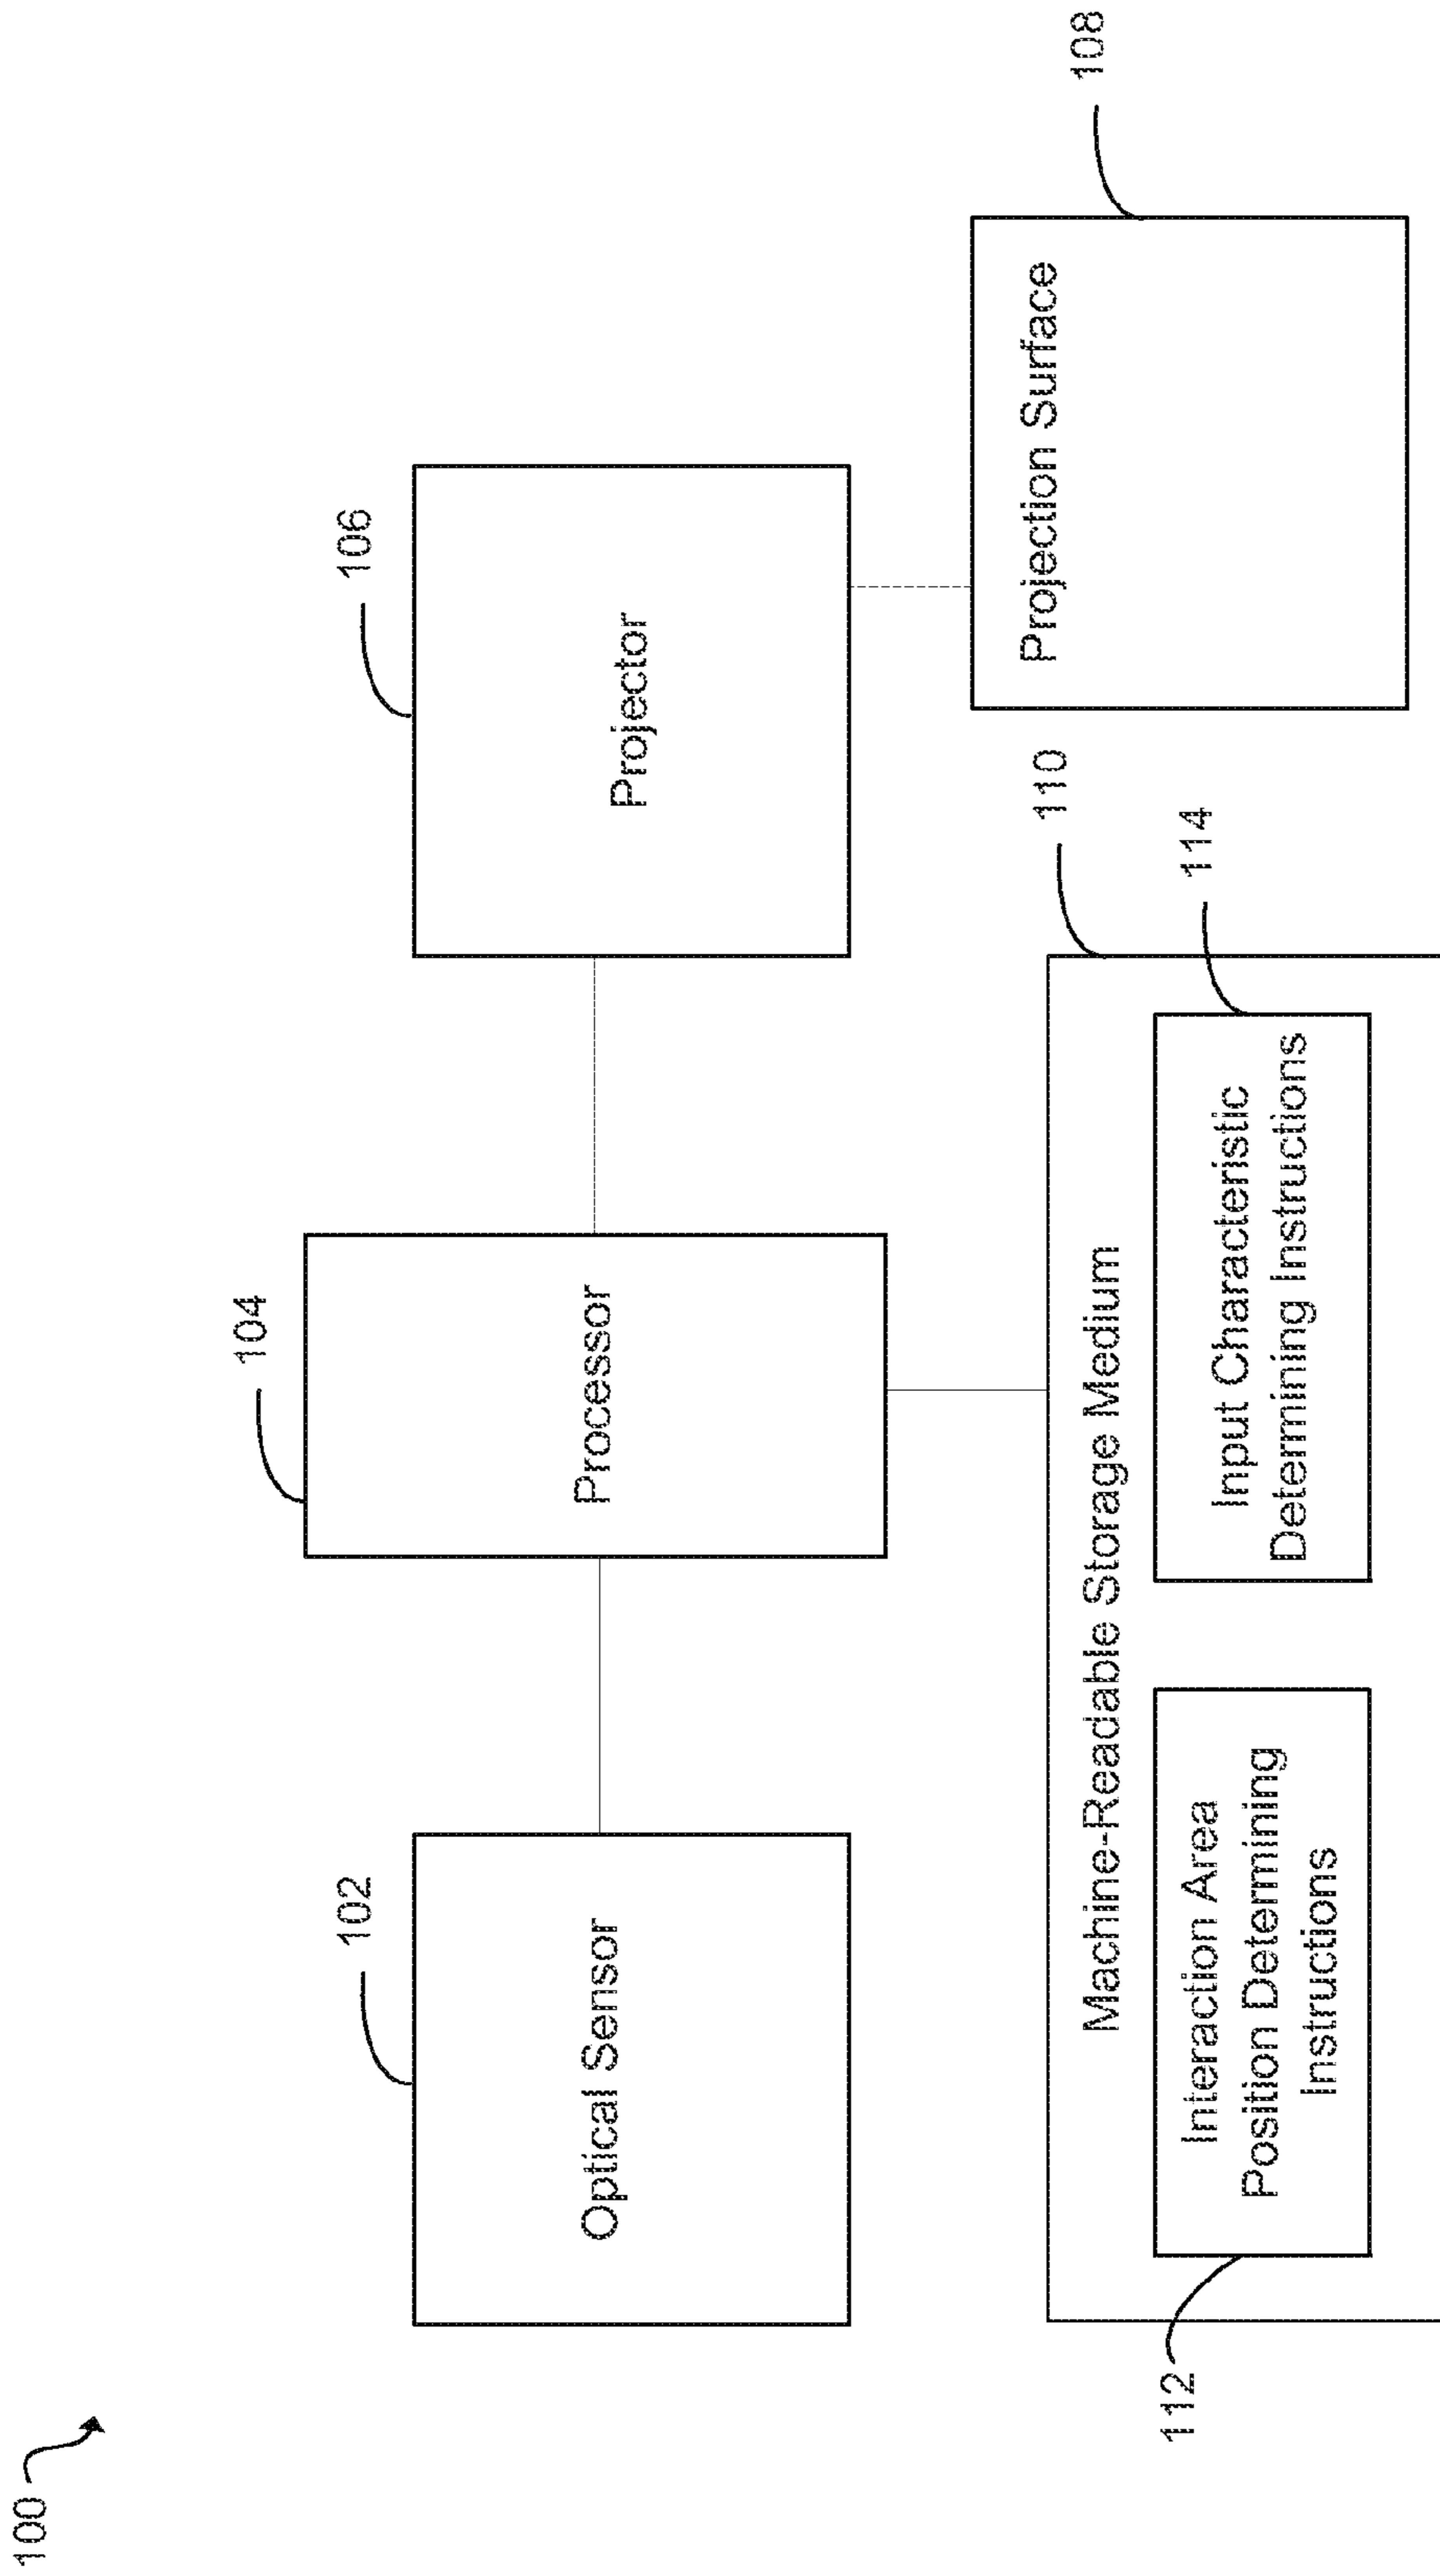 100
102
Optical Sensor
104
Processor
106
Projector
108
Projection Surface
110
Machine-Readable Storage Medium
112
Interaction Area
Position Determining
Instructions
114
Input Characteristic
Determining Instructions